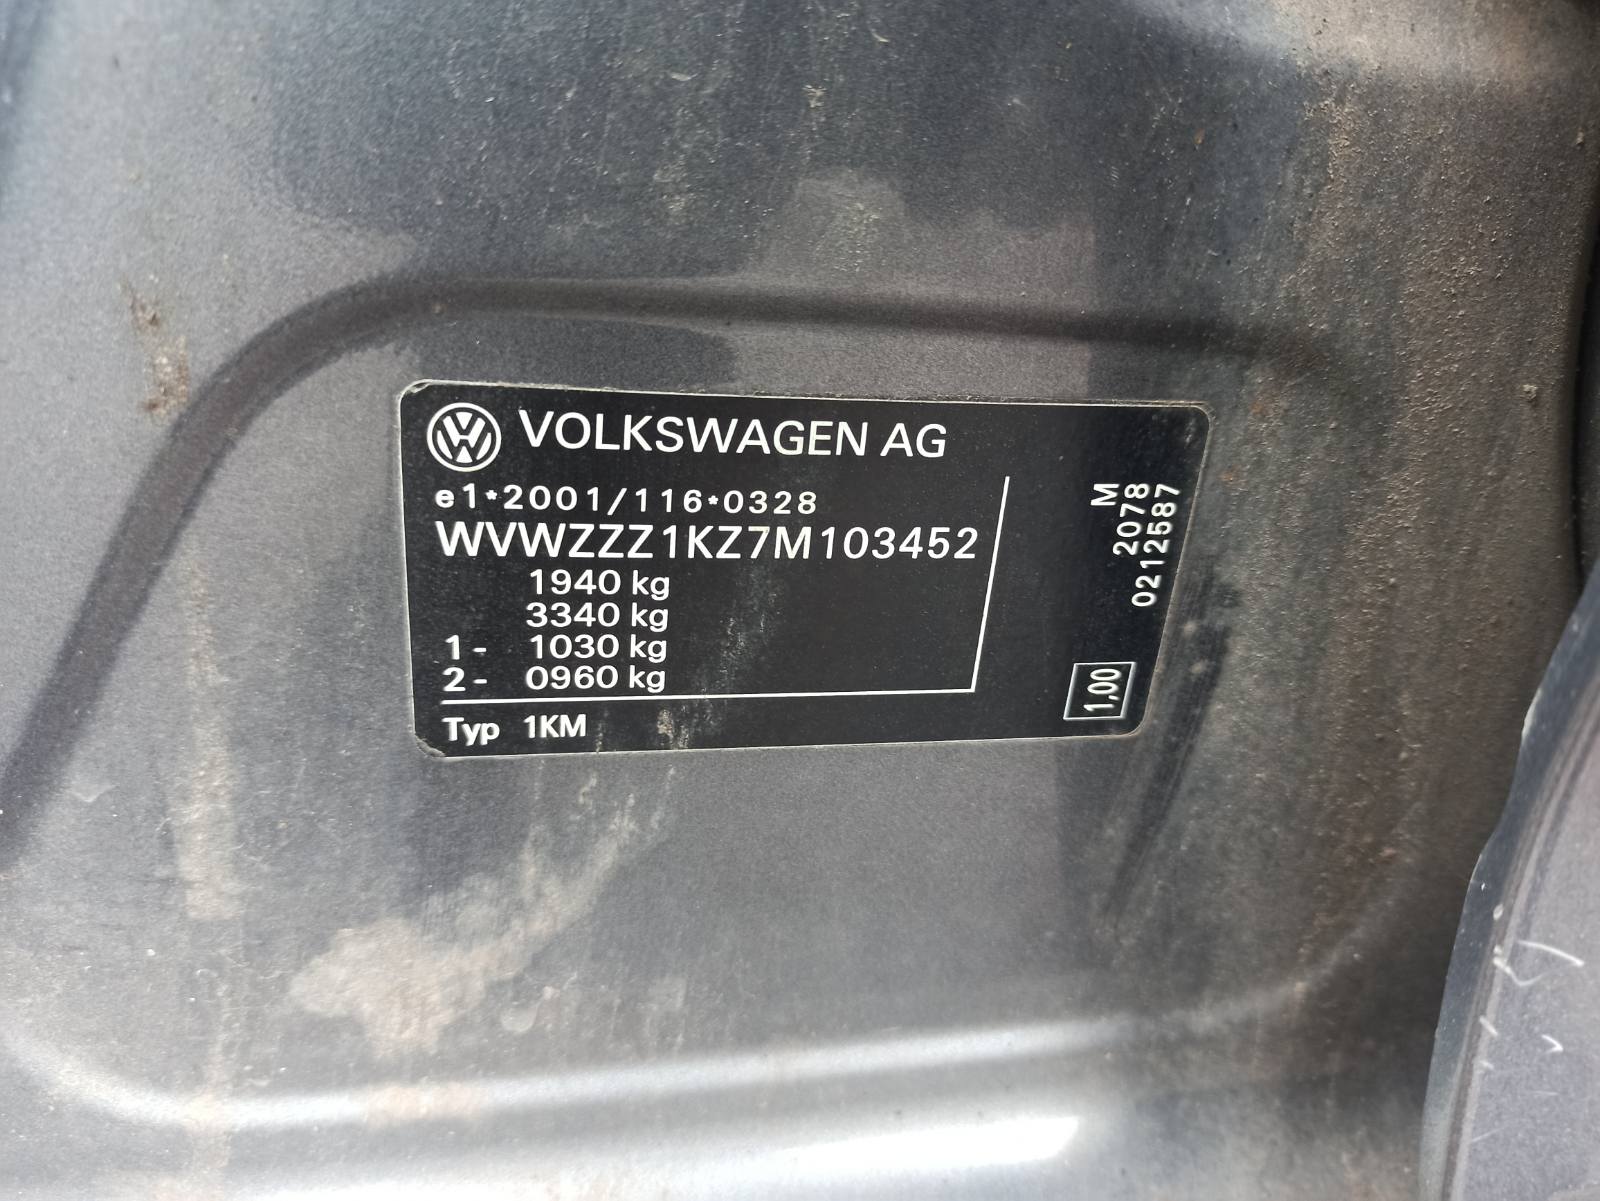 VOLKSWAGEN AG
e1*2001/116*0328
WVWZZZ1KZ7M103452
1940 kg
3340 kg
1- 1030 kg
2- 0960 kg
Typ 1KM
M
2078
0212587
1,00